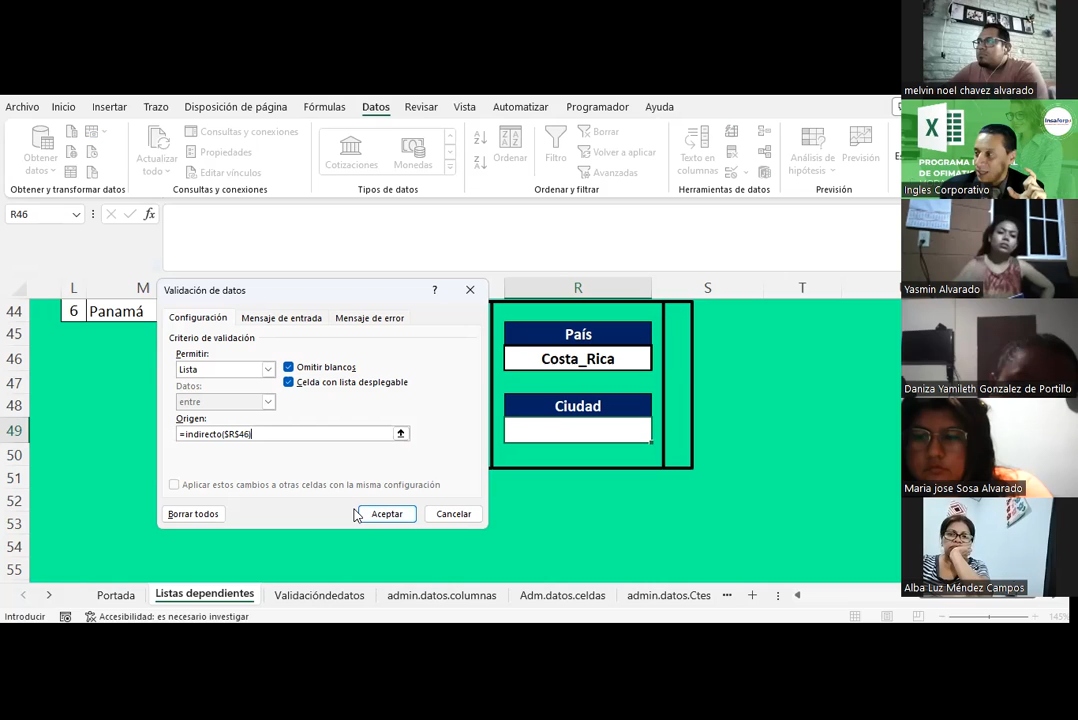 Archivo Inicio Insertar Trazo Disposición de página Fórmulas Datos Revisar Vista Automatizar Programador Ayuda
Obtener datos
Actualizar todo
Consultas y conexiones
Propiedades
Editar vínculos
Cotizaciones
Monedas
Ordenar
Filtro
Borrar
Volver a aplicar
Avanzadas
Texto en columnas
Análisis de hipótesis
Previsión
Obtener y transformar datos
Consultas y conexiones
Tipos de datos
Ordenar y filtrar
Herramientas de datos
Previsión
R46
fx
L M R S T
44 6 Panamá
45 País
46 Costa_Rica
47
48 Ciudad
49
50
51
52
53
54
55
Validación de datos ?
Configuración Mensaje de entrada Mensaje de error
Criterio de validación
Permitir:
Lista
Omitir blancos
Celda con lista desplegable
Datos:
entre
Origen:
=indirecto($R$46)
Aplicar estos cambios a otras celdas con la misma configuración
Borrar todos Aceptar Cancelar
Portada Listas dependientes Validacióndedatos admin.datos.columnas Adm.datos.celdas admin.datos.Ctes
Introducir Accesibilidad: es necesario investigar 145%
melvin noel chavez alvarado
X
Incaforp
PROGRAMA
DE OFIMÁT
Ingles Corporativo
Yasmin Alvarado
Daniza Yamileth Gonzalez de Portillo
Maria jose Sosa Alvarado
Alba Luz Méndez Campos